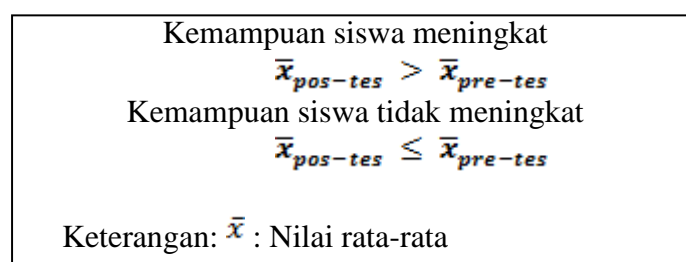 Kemampuan siswa meningkat
x̄pos−tes > x̄pre−tes
Kemampuan siswa tidak meningkat
x̄pos−tes ≤ x̄pre−tes
Keterangan: x̄ : Nilai rata-rata